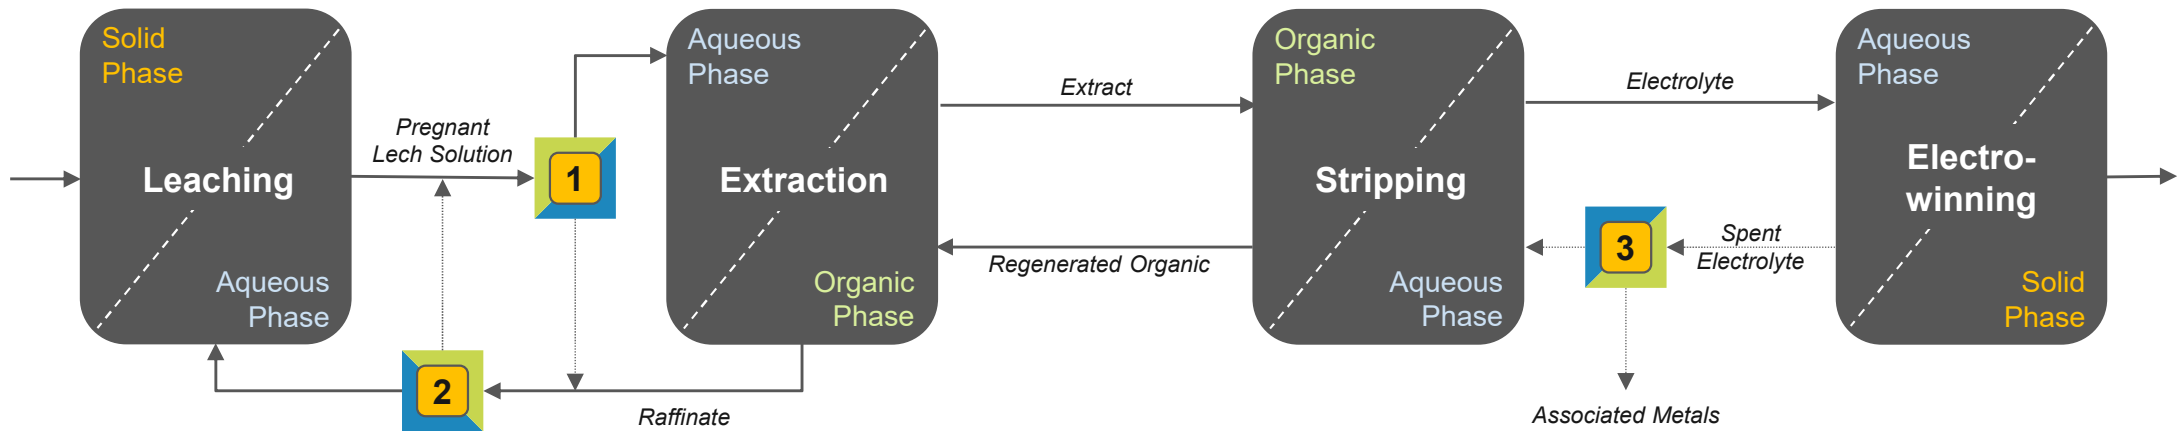 Solid
Phase
Leaching
Aqueous
Phase
Pregnant
Lech Solution
1
2
Raffinate
Aqueous
Phase
Extraction
Organic
Phase
Extract
Regenerated Organic
Organic
Phase
Stripping
Aqueous
Phase
Electrolyte
3
Spent
Electrolyte
Associated Metals
Aqueous
Phase
Electro-
winning
Solid
Phase